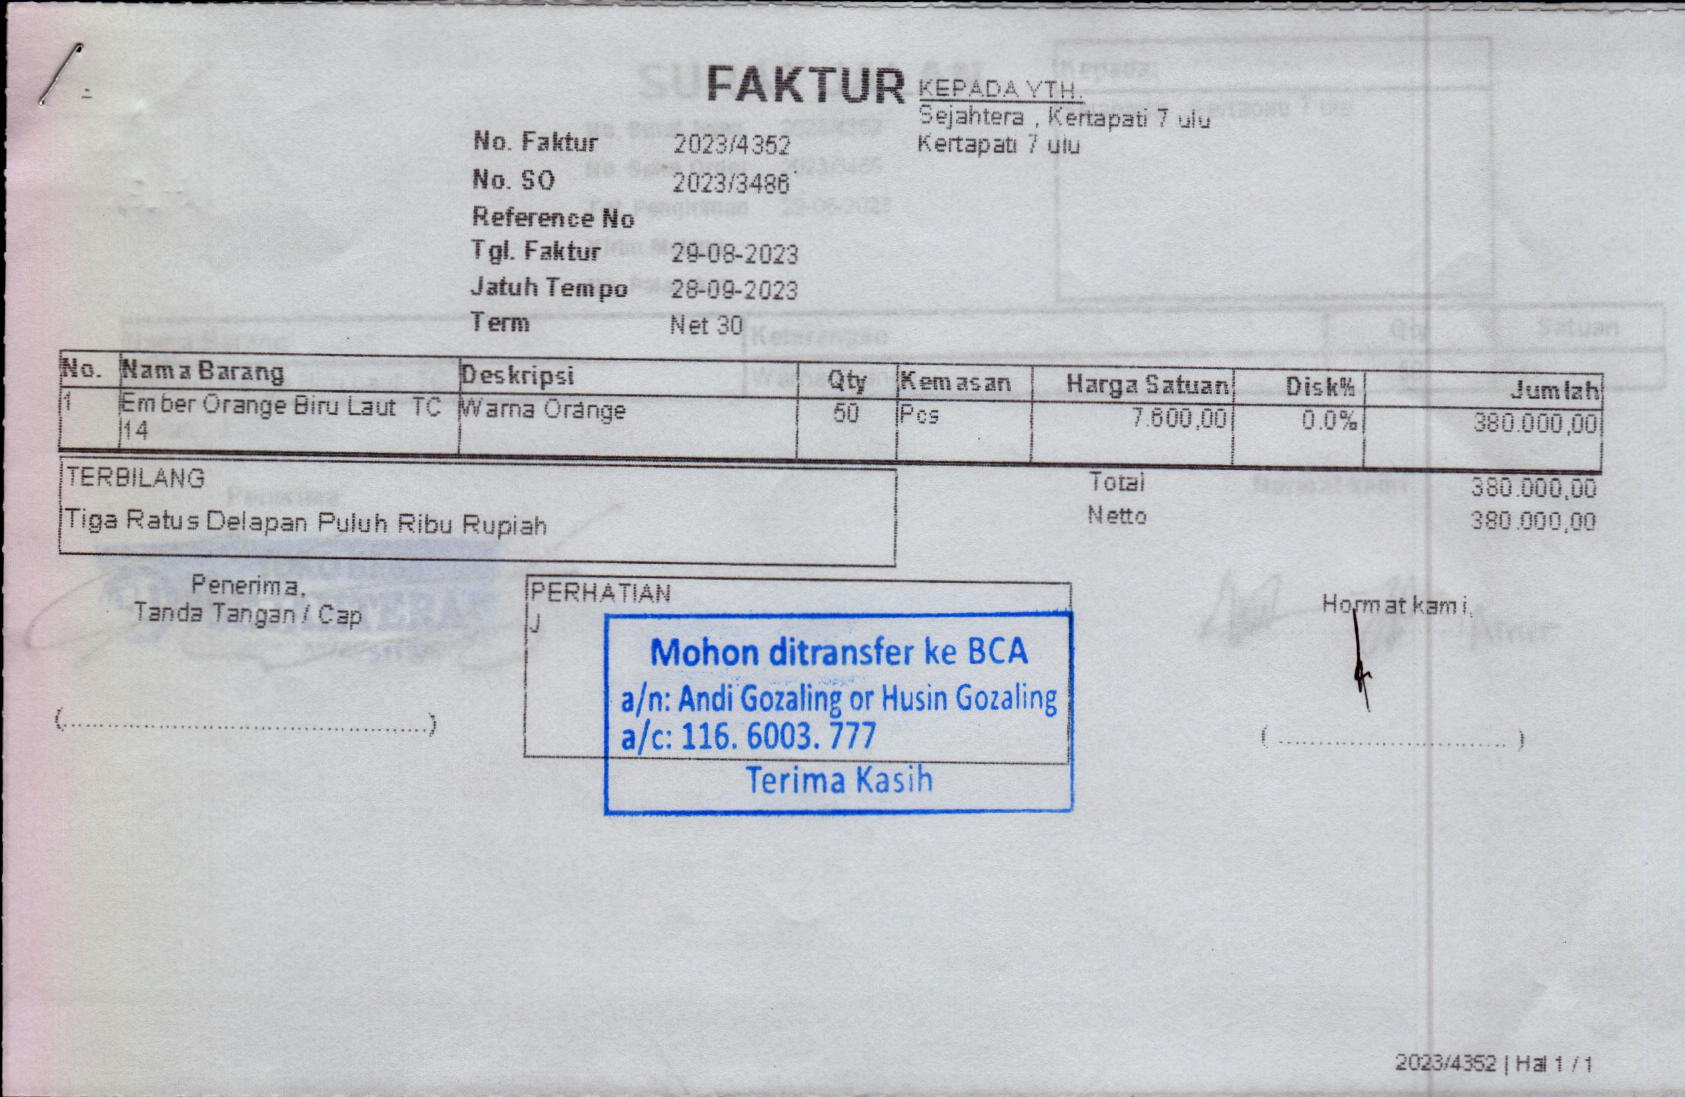 FAKTUR
KEPADA YTH.
Sejahtera , Kertapati 7 ulu
Kertapati 7 ulu
No. Faktur 2023/4352
No. SO 2023/3486
Reference No
Tgl. Faktur 29-08-2023
Jatuh Tempo 28-09-2023
Term Net 30
No. Nama Barang Deskripsi Qty Kemasan Harga Satuan Disk% Jumlah
1 Ember Orange Biru Laut TC Warna Orange 50 Pcs 7.600,00 0.0% 380.000,00
14
TERBILANG
Tiga Ratus Delapan Puluh Ribu Rupiah
Total 380.000,00
Netto 380.000,00
Penerima,
Tanda Tangan / Cap
(..........................................)
PERHATIAN
J
Mohon ditransfer ke BCA
a/n: Andi Gozaling or Husin Gozaling
a/c: 116. 6003. 777
Terima Kasih
Hormat kami,
( ............................... )
2023/4352 | Hal 1 / 1